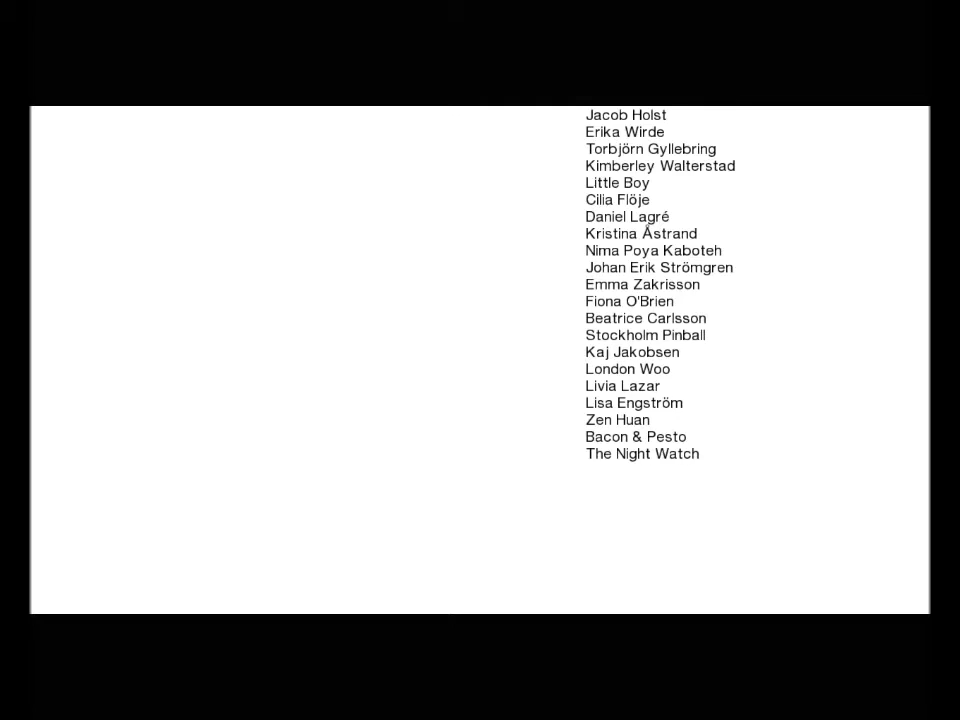 Jacob Holst
Erika Wirde
Torbjörn Gyllebring
Kimberley Walterstad
Little Boy
Cilia Flöje
Daniel Lagré
Kristina Åstrand
Nima Poya Kaboteh
Johan Erik Strömgren
Emma Zakrisson
Fiona O'Brien
Beatrice Carlsson
Stockholm Pinball
Kaj Jakobsen
London Woo
Livia Lazar
Lisa Engström
Zen Huan
Bacon & Pesto
The Night Watch